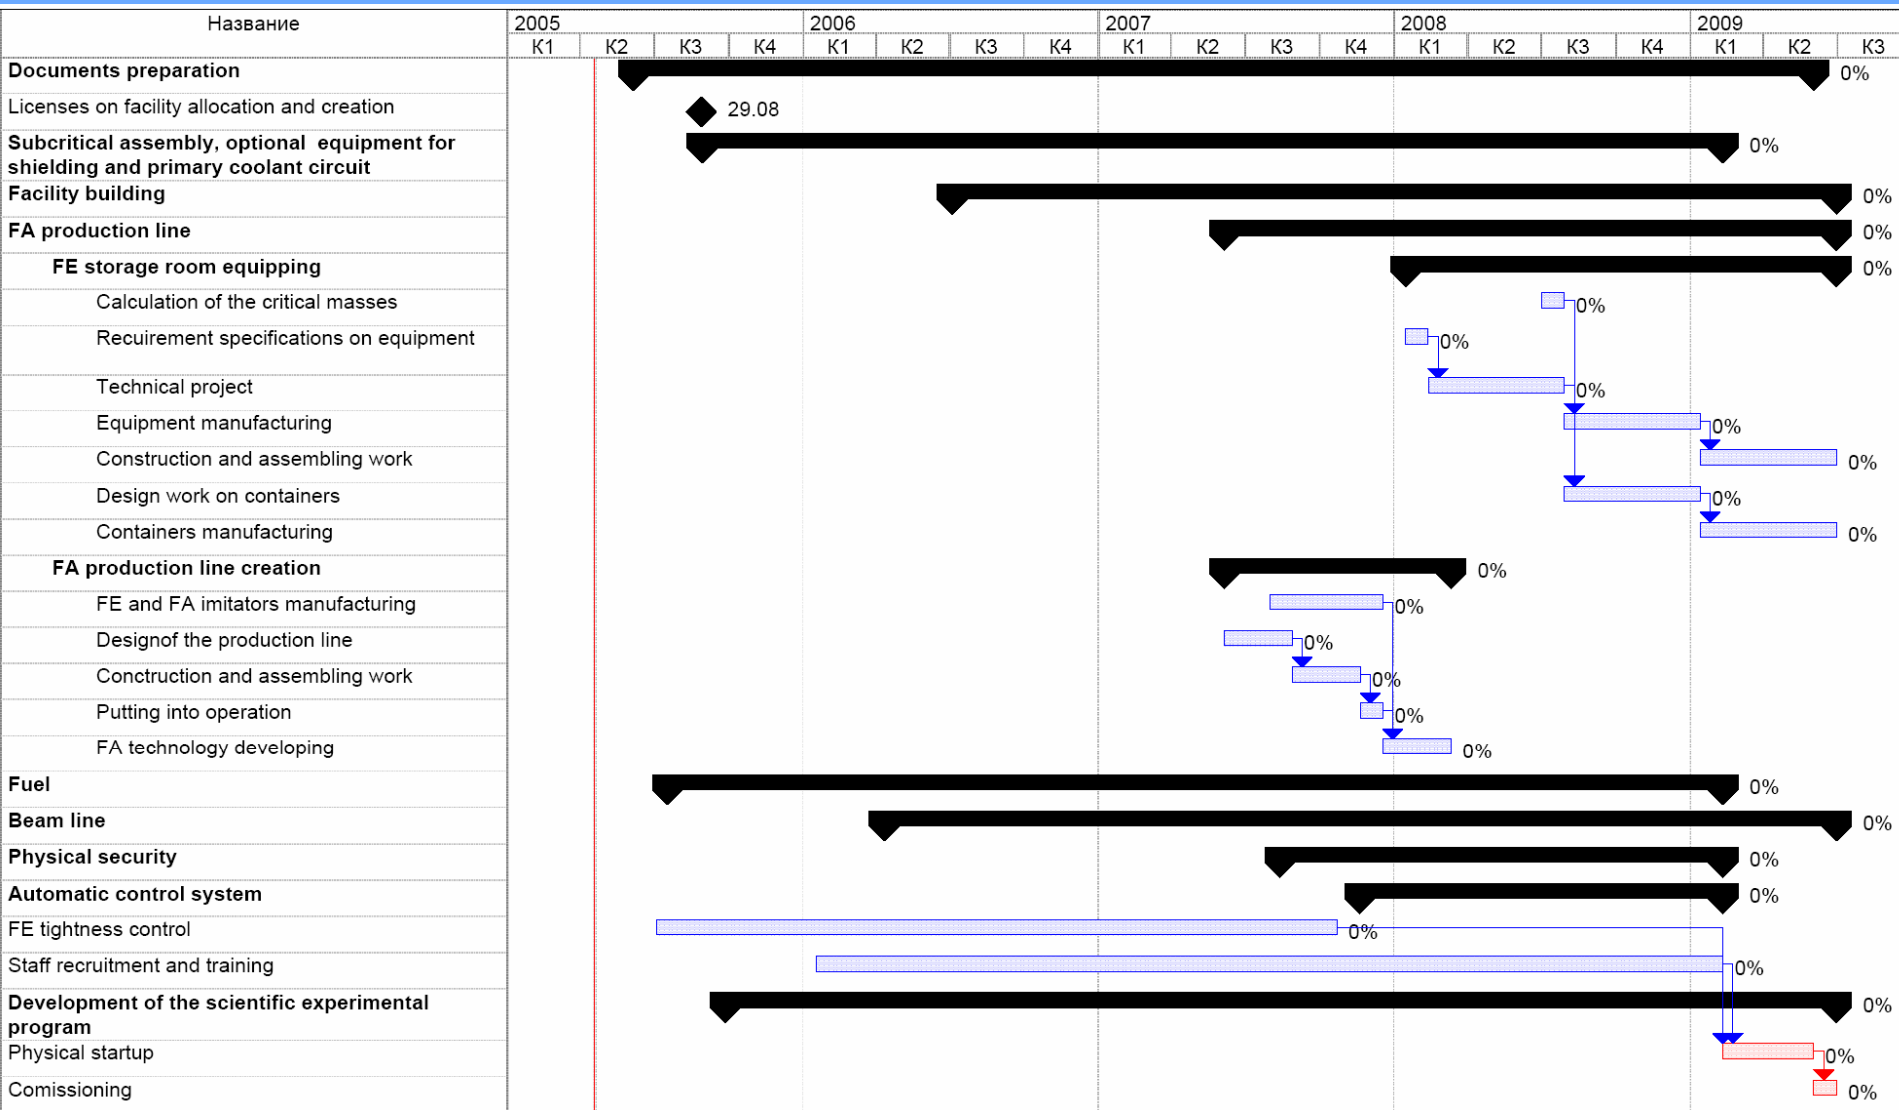 Название
2005 2006 2007 2008 2009
К1 К2 К3 К4 К1 К2 К3 К4 К1 К2 К3 К4 К1 К2 К3 К4 К1 К2 К3
Documents preparation 0%
Licenses on facility allocation and creation 29.08
Subcritical assembly, optional equipment for
shielding and primary coolant circuit 0%
Facility building 0%
FA production line 0%
FE storage room equipping 0%
Calculation of the critical masses 0%
Recuirement specifications on equipment 0%
Technical project 0%
Equipment manufacturing 0%
Construction and assembling work 0%
Design work on containers 0%
Containers manufacturing 0%
FA production line creation 0%
FE and FA imitators manufacturing 0%
Designof the production line 0%
Conctruction and assembling work 0%
Putting into operation 0%
FA technology developing 0%
Fuel 0%
Beam line 0%
Physical security 0%
Automatic control system 0%
FE tightness control 0%
Staff recruitment and training 0%
Development of the scientific experimental
program 0%
Physical startup 0%
Comissioning 0%